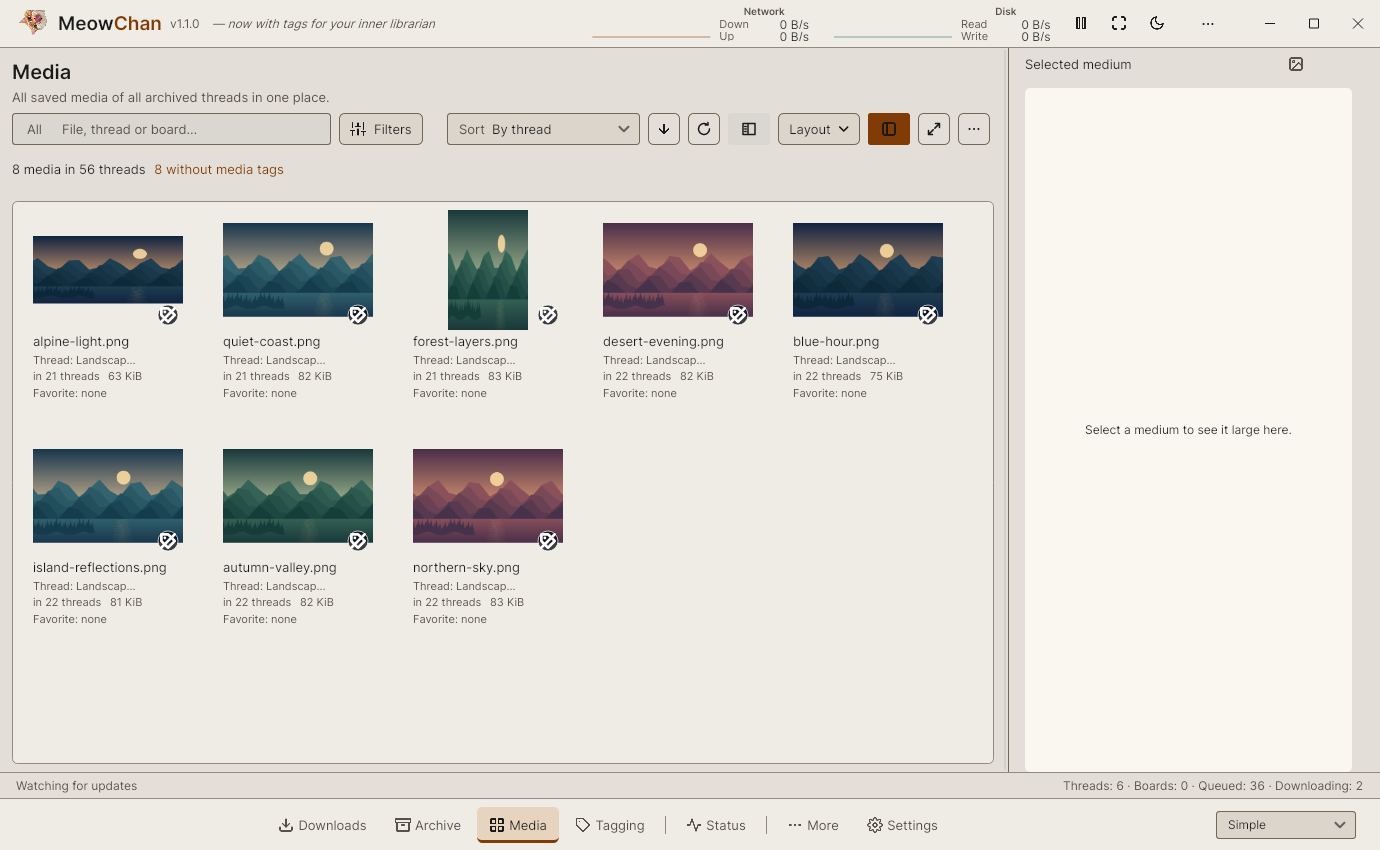 MeowChan v1.1.0 — now with tags for your inner librarian
Network
Down 0 B/s
Up 0 B/s
Disk
Read 0 B/s
Write 0 B/s
Media
All saved media of all archived threads in one place.
All File, thread or board...
Filters
Sort By thread
Layout
8 media in 56 threads 8 without media tags
alpine-light.png
Thread: Landscap...
in 21 threads 63 KiB
Favorite: none
quiet-coast.png
Thread: Landscap...
in 21 threads 82 KiB
Favorite: none
forest-layers.png
Thread: Landscap...
in 21 threads 83 KiB
Favorite: none
desert-evening.png
Thread: Landscap...
in 22 threads 82 KiB
Favorite: none
blue-hour.png
Thread: Landscap...
in 22 threads 75 KiB
Favorite: none
island-reflections.png
Thread: Landscap...
in 22 threads 81 KiB
Favorite: none
autumn-valley.png
Thread: Landscap...
in 22 threads 82 KiB
Favorite: none
northern-sky.png
Thread: Landscap...
in 22 threads 83 KiB
Favorite: none
Selected medium
Select a medium to see it large here.
Watching for updates
Threads: 6 · Boards: 0 · Queued: 36 · Downloading: 2
Downloads
Archive
Media
Tagging
Status
More
Settings
Simple